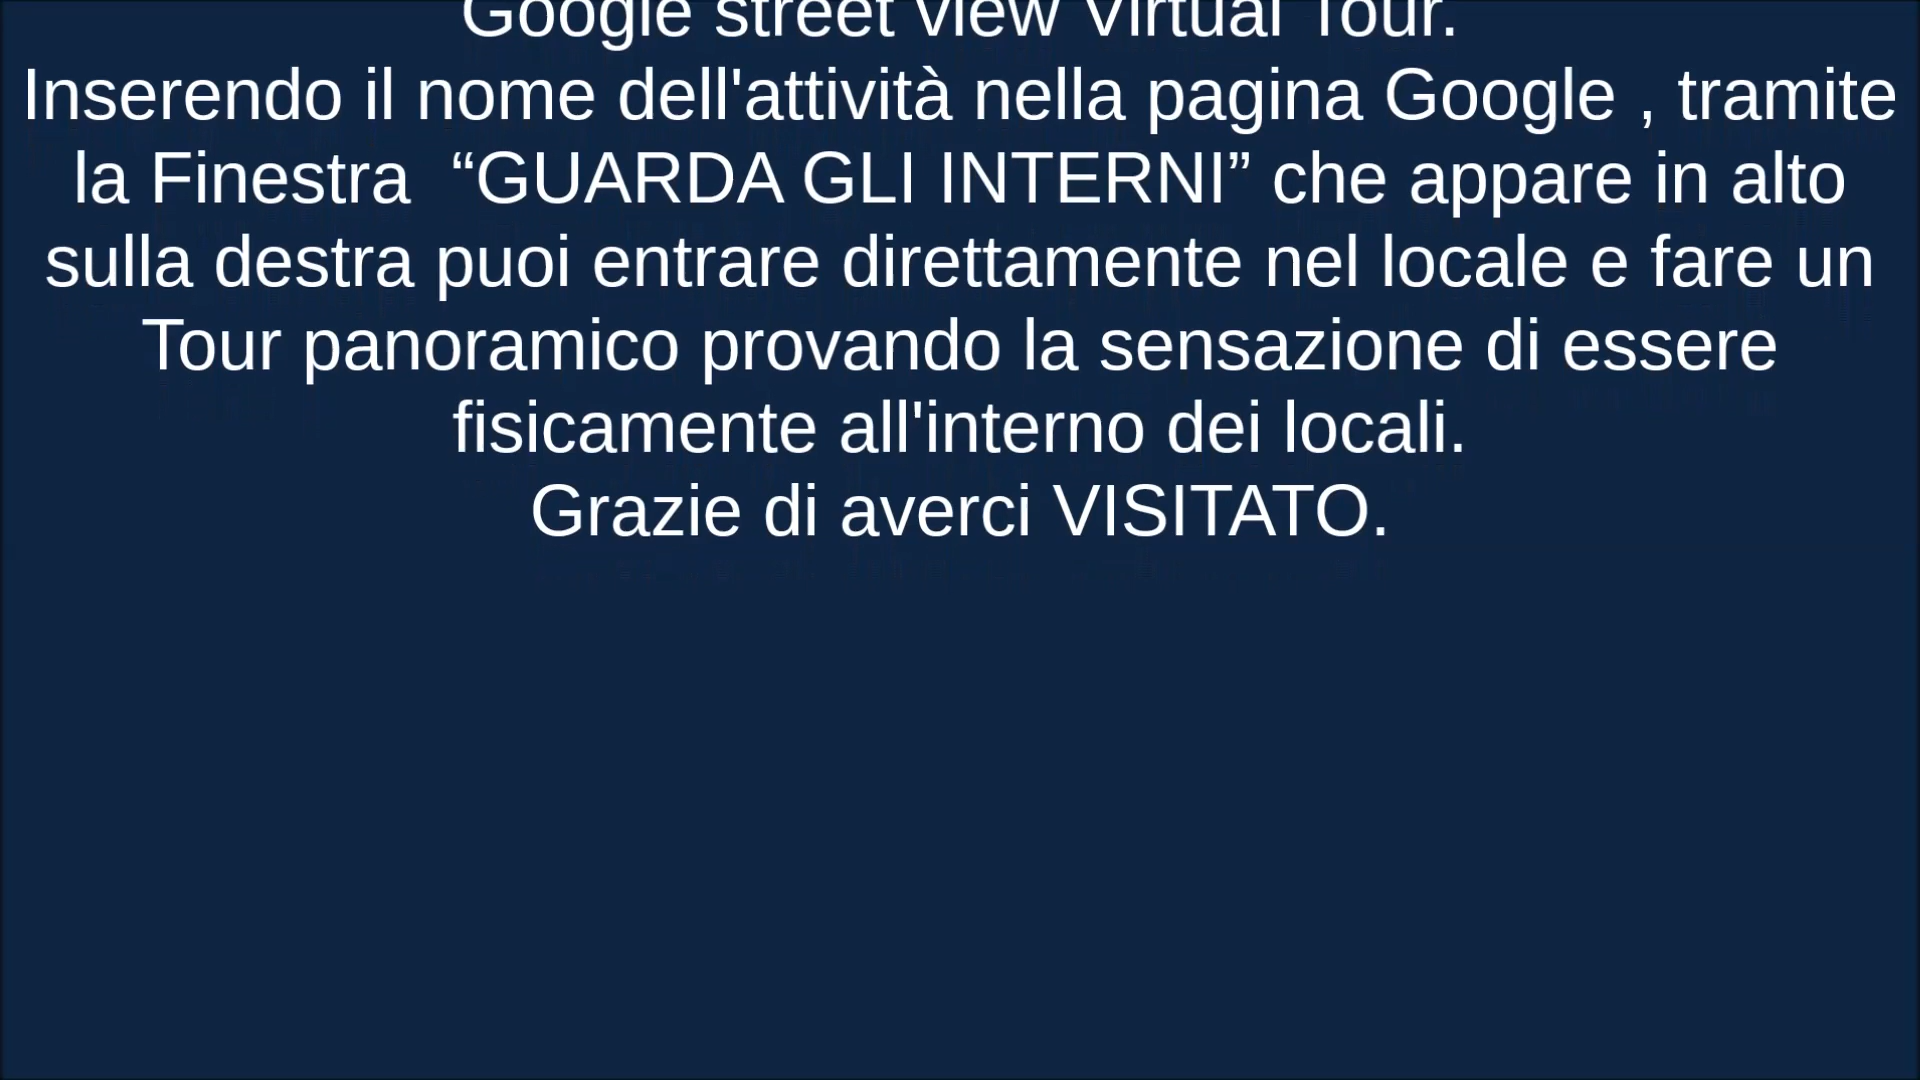 Google street view Virtual Tour.
Inserendo il nome dell'attività nella pagina Google , tramite
la Finestra  “GUARDA GLI INTERNI” che appare in alto
sulla destra puoi entrare direttamente nel locale e fare un
Tour panoramico provando la sensazione di essere
fisicamente all'interno dei locali.
Grazie di averci VISITATO.